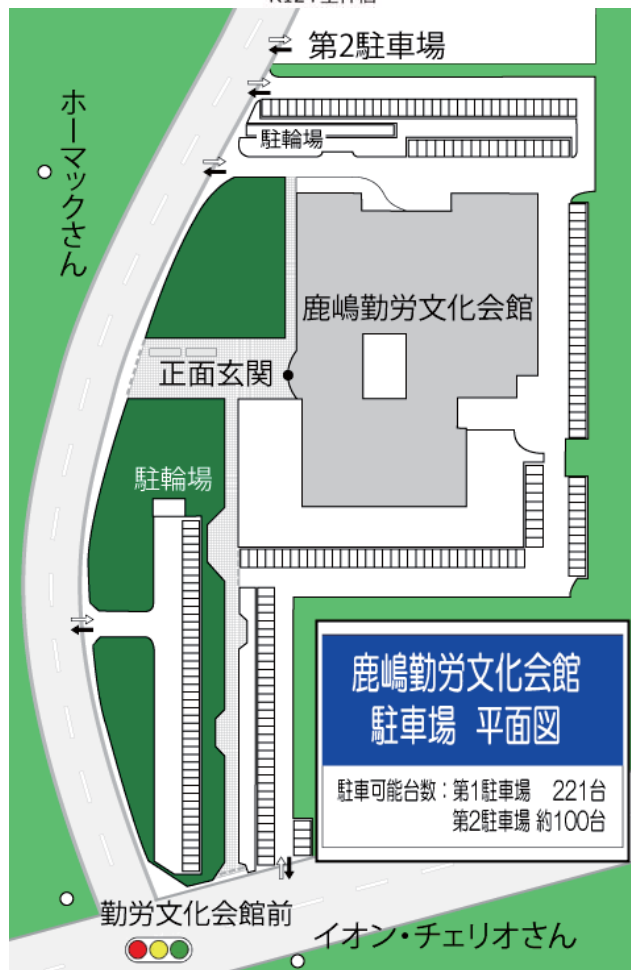 第2駐車場
駐輪場
ホーマックさん
鹿嶋勤労文化会館
正面玄関
駐輪場
鹿嶋勤労文化会館
駐車場 平面図
駐車可能台数:第1駐車場 221台
第2駐車場 約100台
勤労文化会館前
イオン・チェリオさん